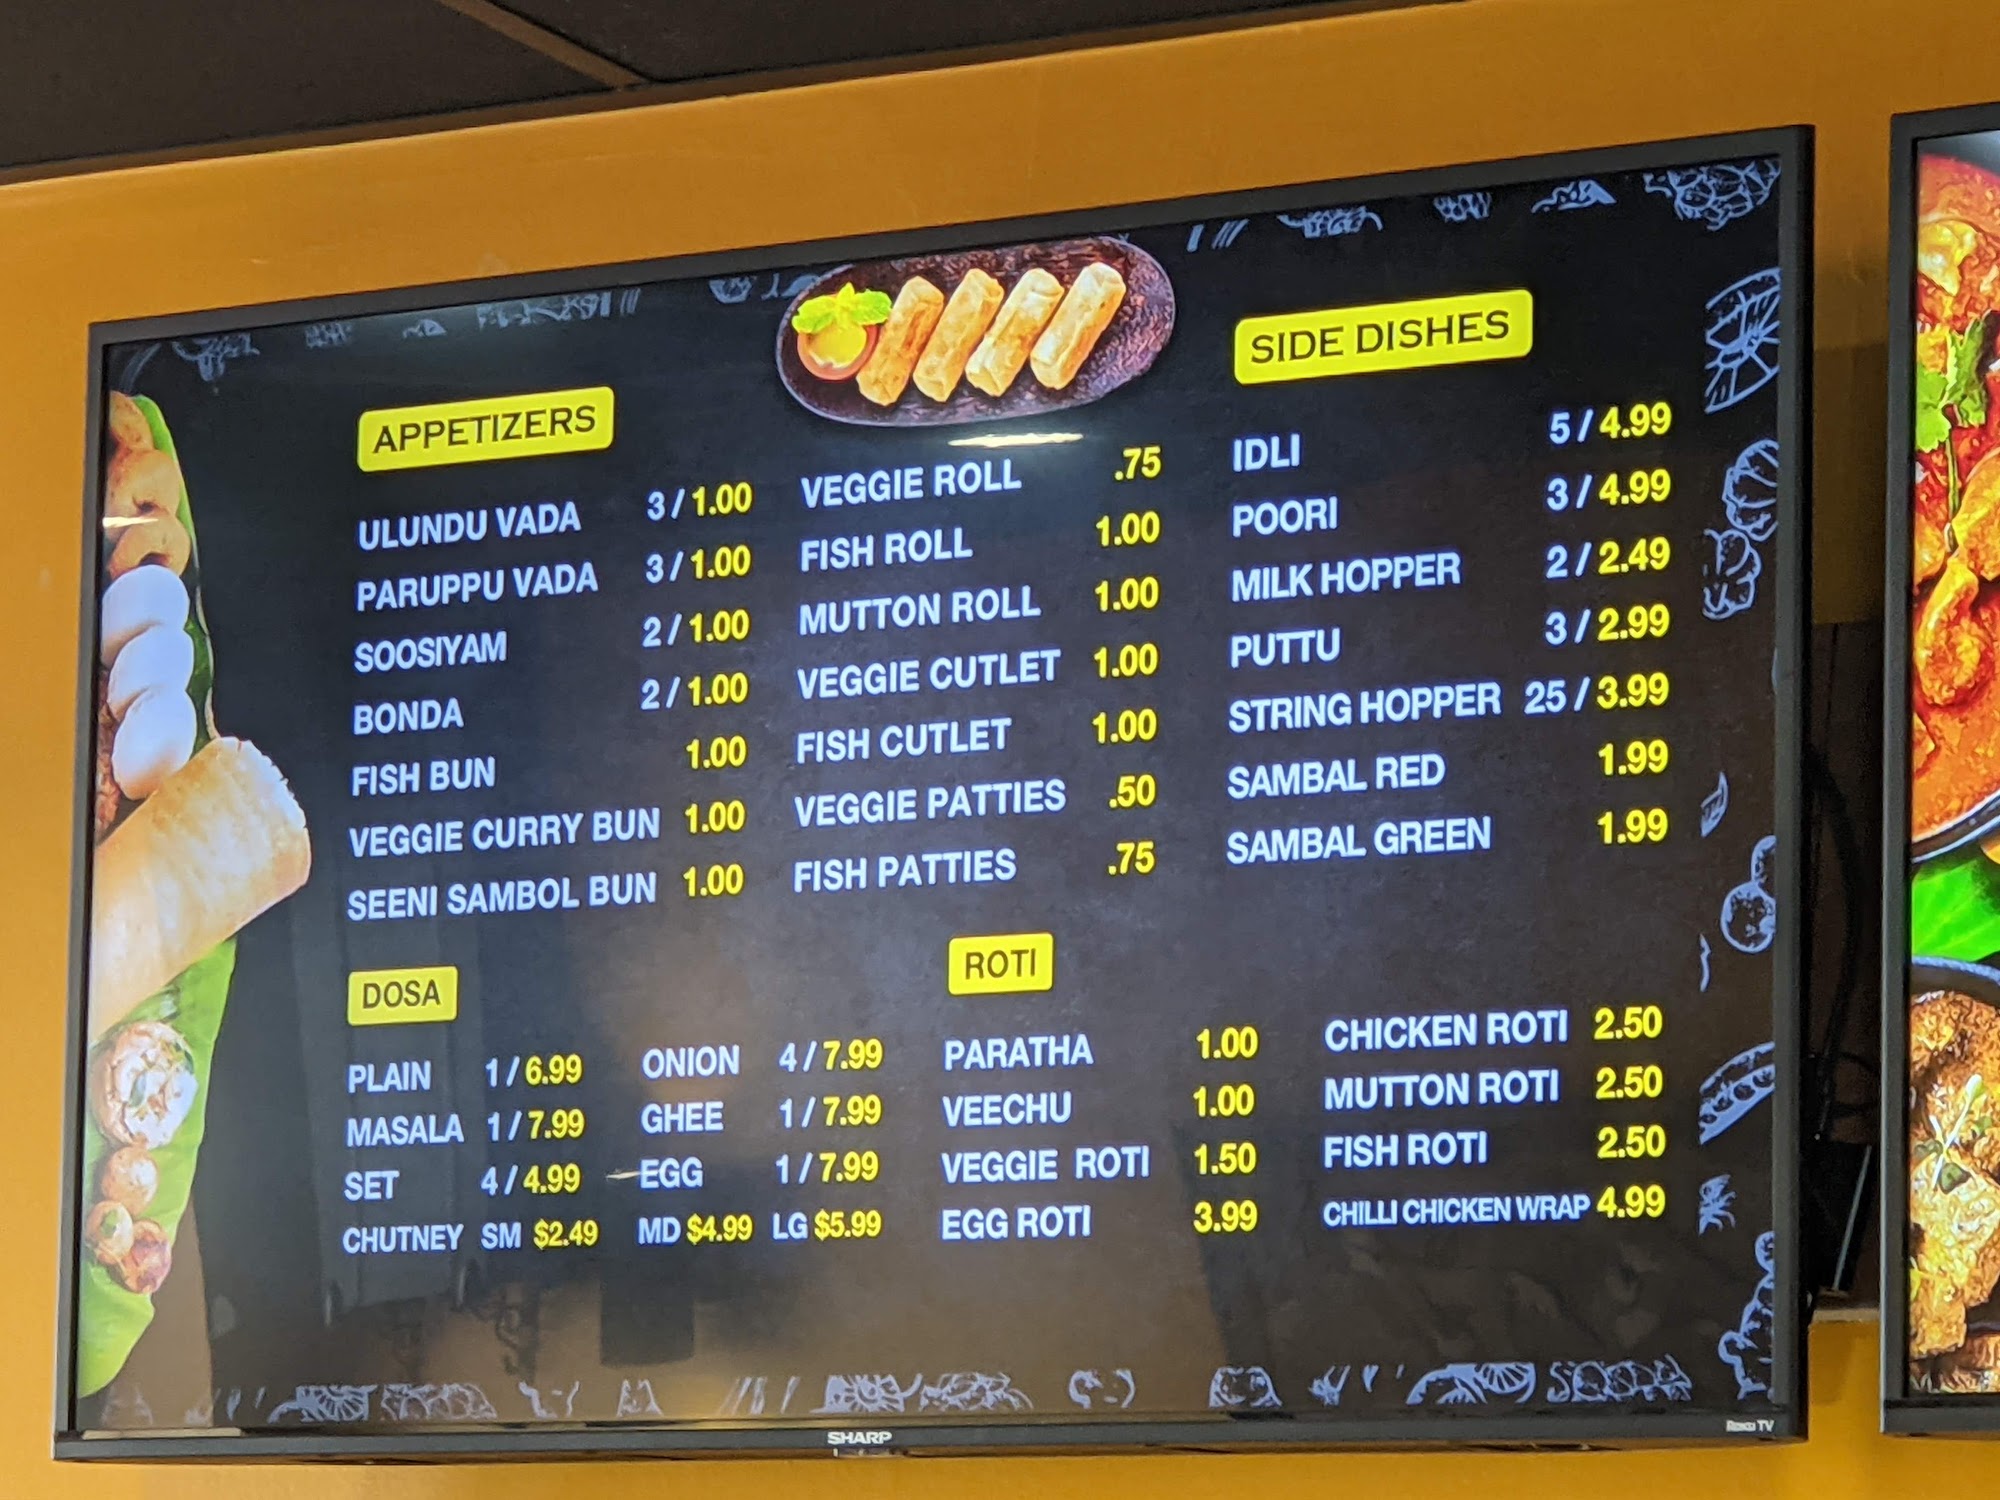 APPETIZERS
ULUNDU VADA 3 / 1.00
PARUPPU VADA 3 / 1.00
SOOSIYAM 2 / 1.00
BONDA 2 / 1.00
FISH BUN 1.00
VEGGIE CURRY BUN 1.00
SEENI SAMBOL BUN 1.00
VEGGIE ROLL .75
FISH ROLL 1.00
MUTTON ROLL 1.00
VEGGIE CUTLET 1.00
FISH CUTLET 1.00
VEGGIE PATTIES .50
FISH PATTIES .75
SIDE DISHES
IDLI 5 / 4.99
POORI 3 / 4.99
MILK HOPPER 2 / 2.49
PUTTU 3 / 2.99
STRING HOPPER 25 / 3.99
SAMBAL RED 1.99
SAMBAL GREEN 1.99
DOSA
PLAIN 1 / 6.99
MASALA 1 / 7.99
SET 4 / 4.99
ONION 4 / 7.99
GHEE 1 / 7.99
EGG 1 / 7.99
CHUTNEY SM $2.49 MD $4.99 LG $5.99
ROTI
PARATHA 1.00
VEECHU 1.00
VEGGIE ROTI 1.50
EGG ROTI 3.99
CHICKEN ROTI 2.50
MUTTON ROTI 2.50
FISH ROTI 2.50
CHILLI CHICKEN WRAP 4.99
SHARP
Roku TV